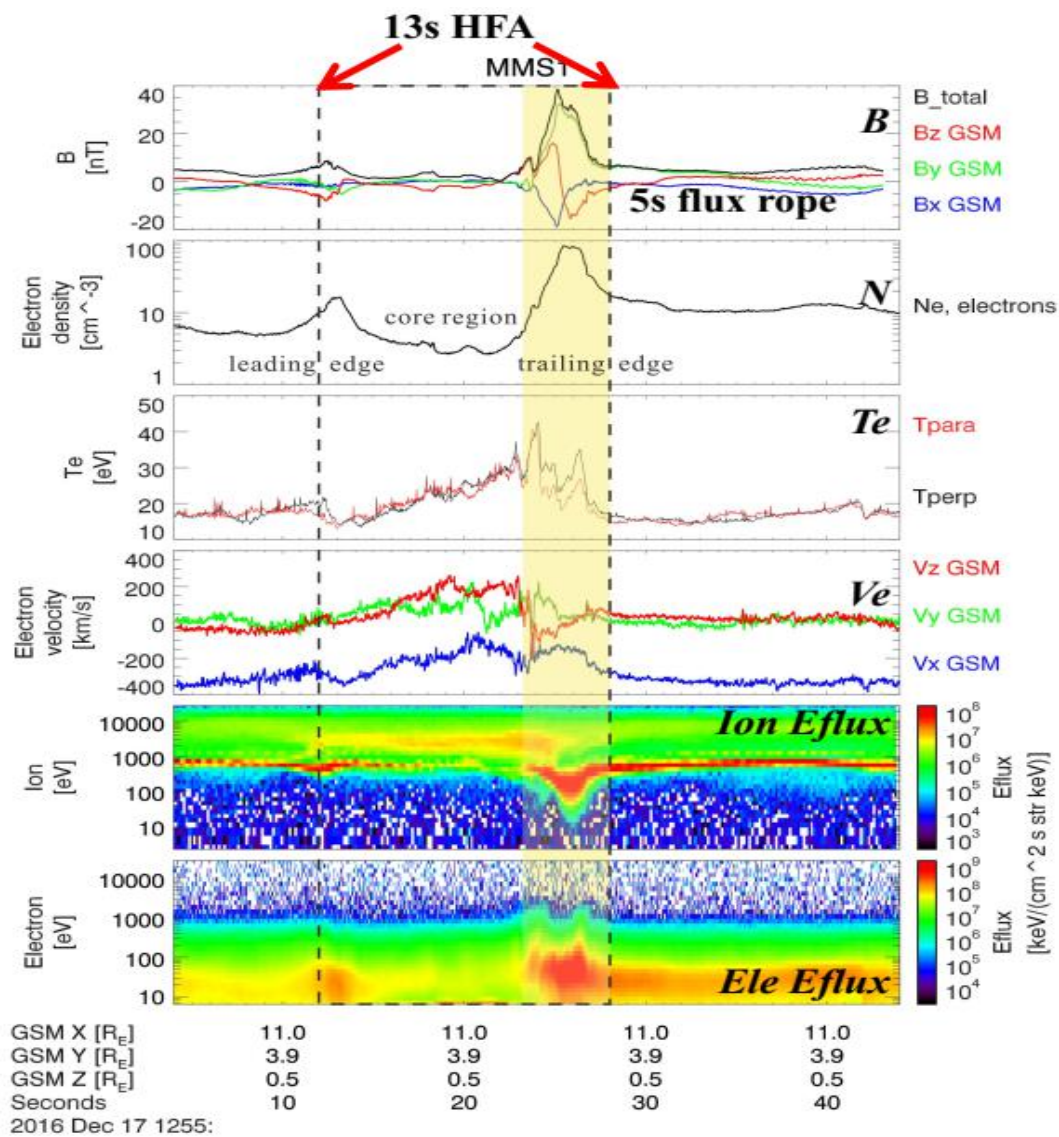 13s HFA
MMS1
40
20
0
-20
B
[nT]
B
5s flux rope
B_total
Bz GSM
By GSM
Bx GSM
100
10
1
Electron
density
[cm^-3]
N
core region
leading edge
trailing edge
Ne, electrons
50
40
30
20
10
Te
[eV]
Te
Tpara
Tperp
400
200
0
-200
-400
Electron
velocity
[km/s]
Ve
Vz GSM
Vy GSM
Vx GSM
10000
1000
100
10
Ion
[eV]
Ion Eflux
10^8
10^7
10^6
10^5
10^4
10^3
Eflux
10000
1000
100
10
Electron
[eV]
Ele Eflux
10^9
10^8
10^7
10^6
10^5
10^4
Eflux
[keV/(cm^2 s str keV)]
GSM X [RE] 11.0 11.0 11.0 11.0
GSM Y [RE] 3.9 3.9 3.9 3.9
GSM Z [RE] 0.5 0.5 0.5 0.5
Seconds 10 20 30 40
2016 Dec 17 1255: